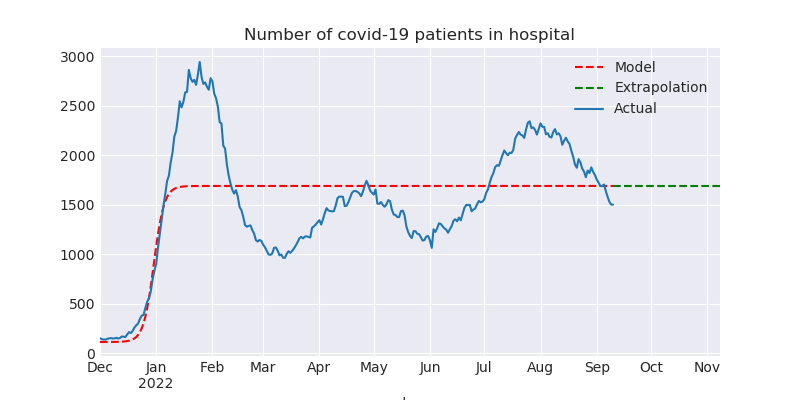 Number of covid-19 patients in hospital
3000
2500
2000
1500
1000
500
0
Model
Extrapolation
Actual
Dec Jan Feb Mar Apr May Jun Jul Aug Sep Oct Nov
2022